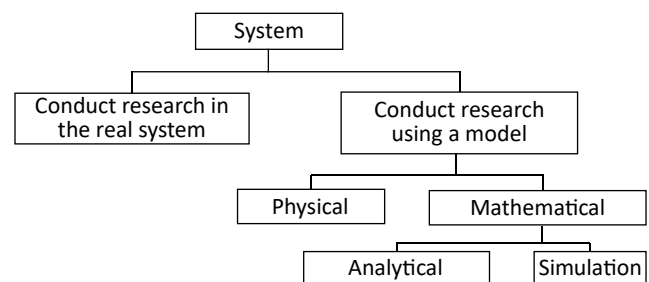 System
Conduct research in
the real system
Conduct research
using a model
Physical
Mathematical
Analytical
Simulation